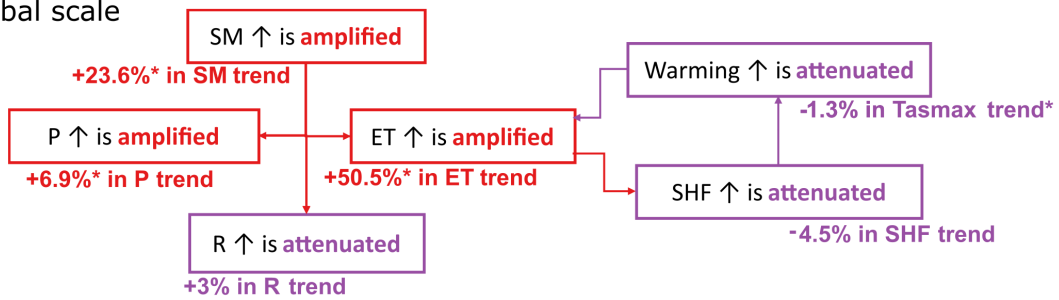 bal scale
SM ↑ is amplified
+23.6%* in SM trend
Warming ↑ is attenuated
-1.3% in Tasmax trend*
P ↑ is amplified
ET ↑ is amplified
+6.9%* in P trend
+50.5%* in ET trend
SHF ↑ is attenuated
-4.5% in SHF trend
R ↑ is attenuated
+3% in R trend